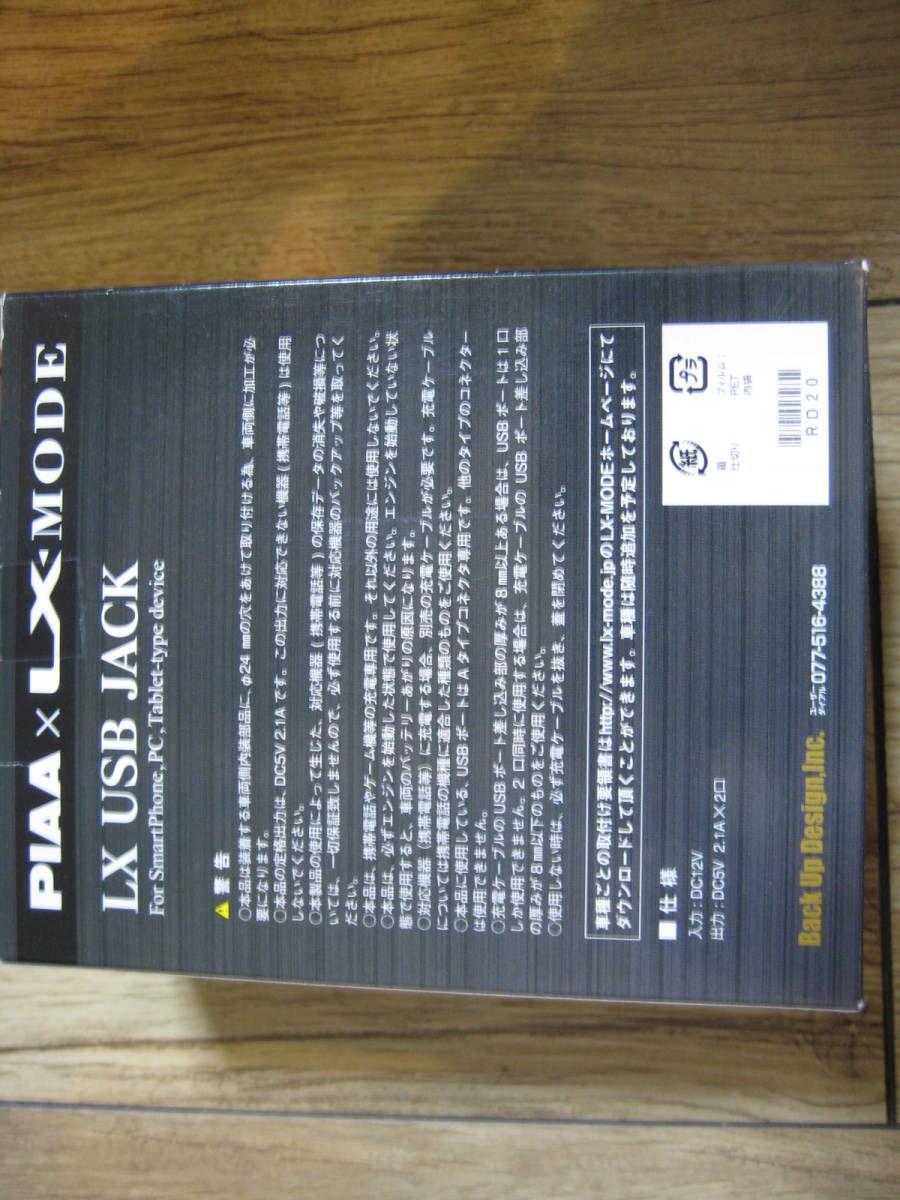 PIAA × LX-MODE
LX USB JACK
For SmartPhone, PC, Tablet-type device
警告
○本品は装着する車両側内装部品に、φ24 ㎜の穴をあけて取り付ける為、車両側に加工が必
要になります。
○本品の定格出力は、DC5V 2.1A です。この出力に対応できない機器(携帯電話等)は使用
しないでください。
○本製品の使用によって生じた、対応機器(携帯電話等)の保存データの消失や破損等につ
いては、一切保証致しませんので、必ず使用する前に対応機器のバックアップ等を取ってく
ださい。
○本品は、携帯電話やゲーム機等の充電専用です。それ以外の用途には使用しないでください。
○本品は、必ずエンジンを始動した状態で使用してください。エンジンを始動していない状
態で使用すると、車両のバッテリーあがりの原因になります。
○対応機器(携帯電話等)に充電する場合、別売の充電ケーブルが必要です。充電ケーブル
については携帯電話の機種に適合した種類のものをご使用ください。
○本品に使用している、USB ポートは A タイプコネクタ専用です。他のタイプのコネクター
は使用できません。
○充電ケーブルの USB ポート差し込み部の厚みが 8 ㎜以上ある場合は、USB ポートは 1 口
しか使用できません。2 口同時に使用する場合は、充電ケーブルの USB ポート差し込み部
の厚みが 8 ㎜以下のものをご使用ください。
○使用しない時は、必ず充電ケーブルを抜き、蓋を閉めてください。
車種ごとの取付け要領書はhttp://www.lx-mode.jpのLX-MODEホームページにて
ダウンロードして頂くことができます。車種は随時追加を予定しております。
■仕様
入力:DC12V
出力:DC5V 2.1A×2口
紙
箱
仕切り
プラ
フィルム:
PET
内袋
RD20
Back Up Design,Inc. ユーザーダイアル 077-516-4388